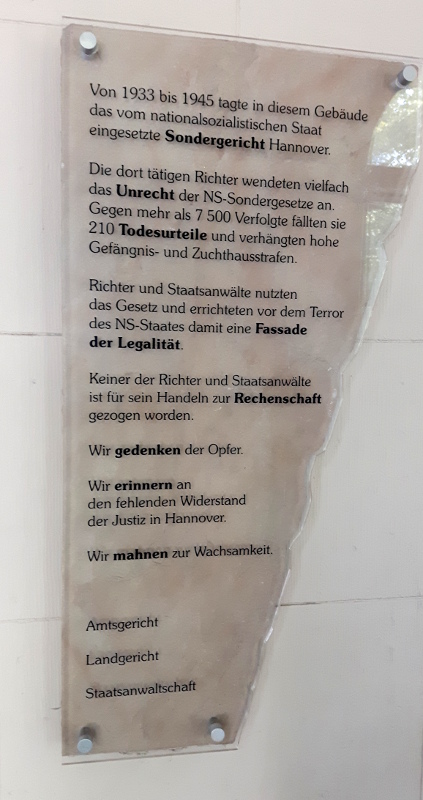 Von 1933 bis 1945 tagte in diesem Gebäude
das vom nationalsozialistischen Staat
eingesetzte Sondergericht Hannover.
Die dort tätigen Richter wendeten vielfach
das Unrecht der NS-Sondergesetze an.
Gegen mehr als 7 500 Verfolgte fällten sie
210 Todesurteile und verhängten hohe
Gefängnis- und Zuchthausstrafen.
Richter und Staatsanwälte nutzten
das Gesetz und errichteten vor dem Terror
des NS-Staates damit eine Fassade
der Legalität.
Keiner der Richter und Staatsanwälte
ist für sein Handeln zur Rechenschaft
gezogen worden.
Wir gedenken der Opfer.
Wir erinnern an
den fehlenden Widerstand
der Justiz in Hannover.
Wir mahnen zur Wachsamkeit.
Amtsgericht
Landgericht
Staatsanwaltschaft